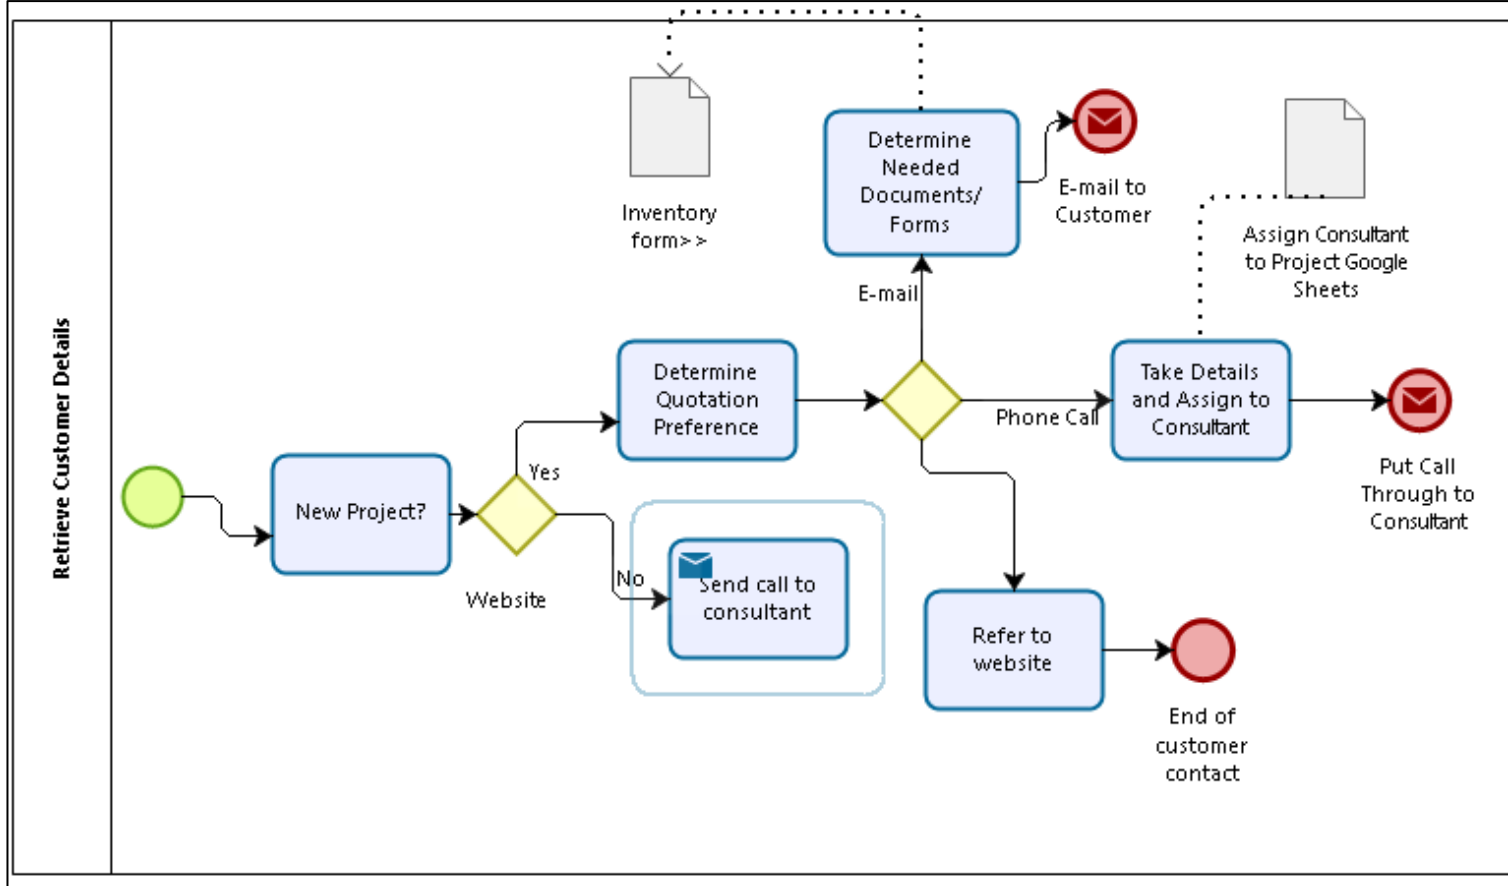 Retrieve Customer Details
New Project?
Yes
No
Website
Determine
Quotation
Preference
Send call to
consultant
Inventory
form>>
Determine
Needed
Documents/
Forms
E-mail to
Customer
E-mail
Phone Call
Take Details
and Assign to
Consultant
Assign Consultant
to Project Google
Sheets
Put Call
Through to
Consultant
Refer to
website
End of
customer
contact